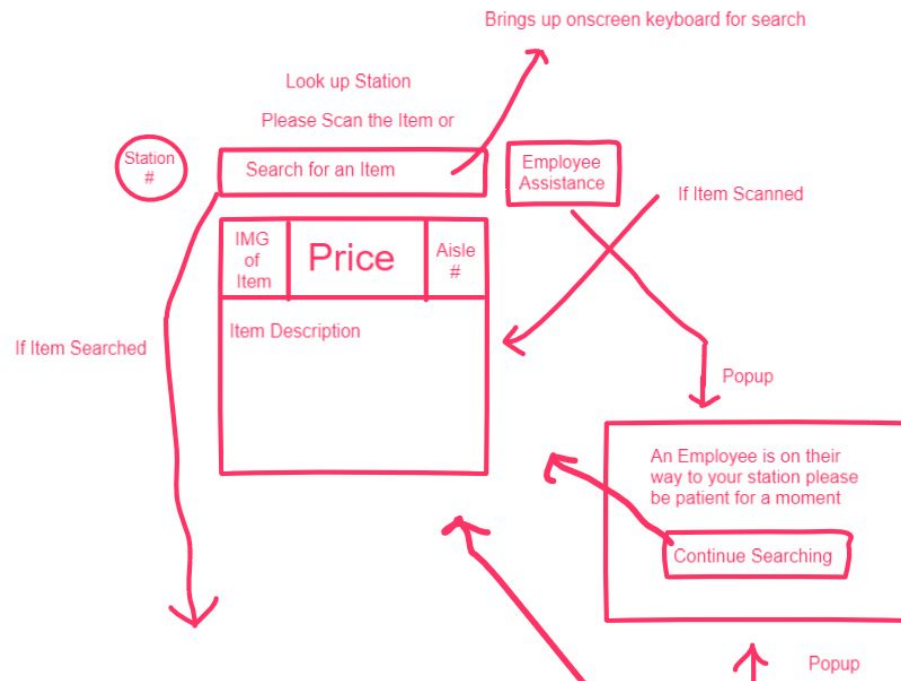 Brings up onscreen keyboard for search
Look up Station
Please Scan the Item or
Station
#
Search for an Item
Employee
Assistance
If Item Scanned
IMG
of
Item
Price
Aisle
#
Item Description
If Item Searched
Popup
An Employee is on their
way to your station please
be patient for a moment
Continue Searching
Popup